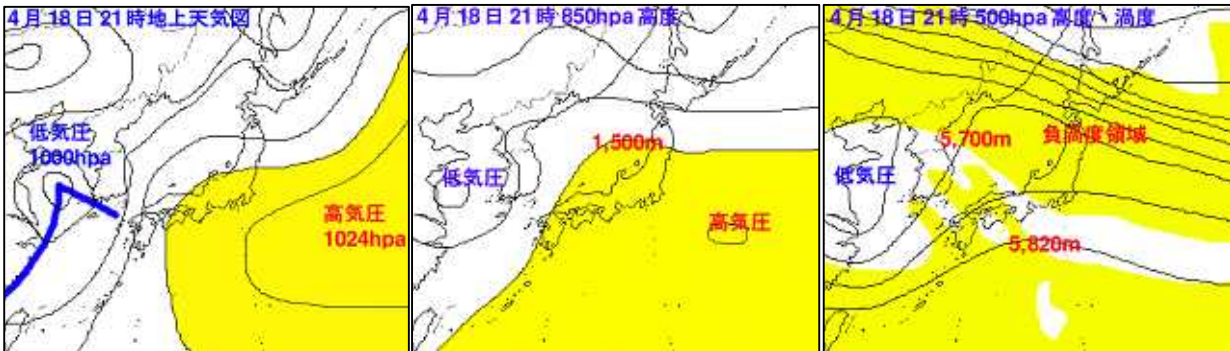 4月18日21時地上天気図
低気圧
1000hpa
高気圧
1024hpa
4月18日21時850hpa高度
1,500m
低気圧
高気圧
4月18日21時500hpa高度、渦度
5,700m
負渦度領域
低気圧
5,820m